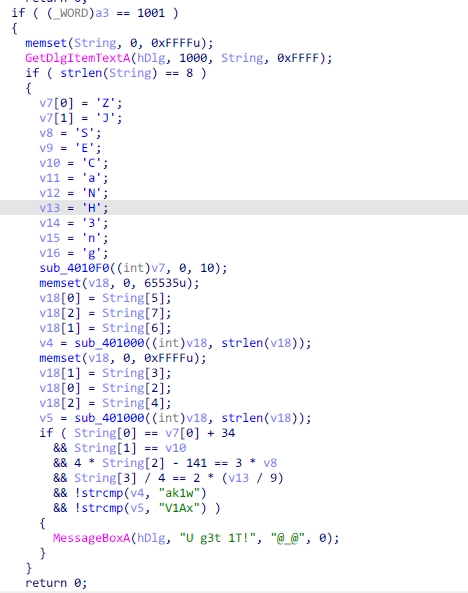 if ( (_WORD)a3 == 1001 )
{
memset(String, 0, 0xFFFFu);
GetDlgItemTextA(hDlg, 1000, String, 0xFFFF);
if ( strlen(String) == 8 )
{
v7[0] = 'Z';
v7[1] = 'J';
v8 = 'S';
v9 = 'E';
v10 = 'C';
v11 = 'a';
v12 = 'N';
v13 = 'H';
v14 = '3';
v15 = 'n';
v16 = 'g';
sub_4010F0((int)v7, 0, 10);
memset(v18, 0, 65535u);
v18[0] = String[5];
v18[2] = String[7];
v18[1] = String[6];
v4 = sub_401000((int)v18, strlen(v18));
memset(v18, 0, 0xFFFFu);
v18[1] = String[3];
v18[0] = String[2];
v18[2] = String[4];
v5 = sub_401000((int)v18, strlen(v18));
if ( String[0] == v7[0] + 34
&& String[1] == v10
&& 4 * String[2] - 141 == 3 * v8
&& String[3] / 4 == 2 * (v13 / 9)
&& !strcmp(v4, "ak1w")
&& !strcmp(v5, "V1Ax") )
{
MessageBoxA(hDlg, "U g3t 1T!", "@_@", 0);
}
}
return 0;